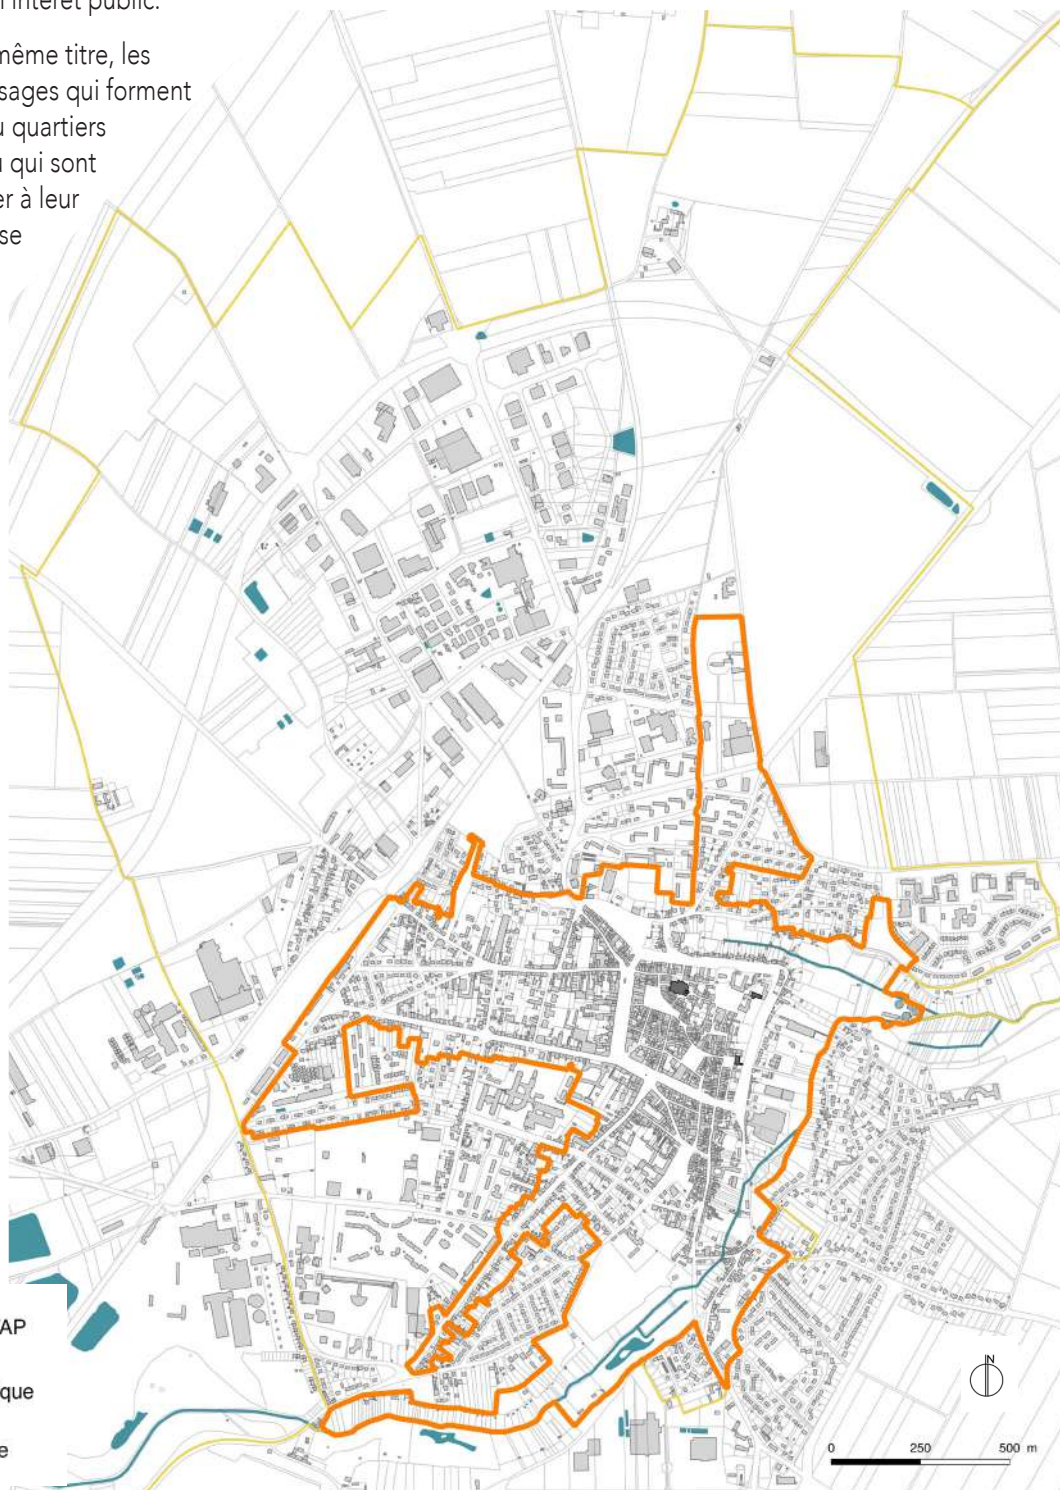 intérêt public.
même titre, les
sages qui forment
quartiers
qui sont
er à leur
se
AP
que
e
N
0 250 500 m